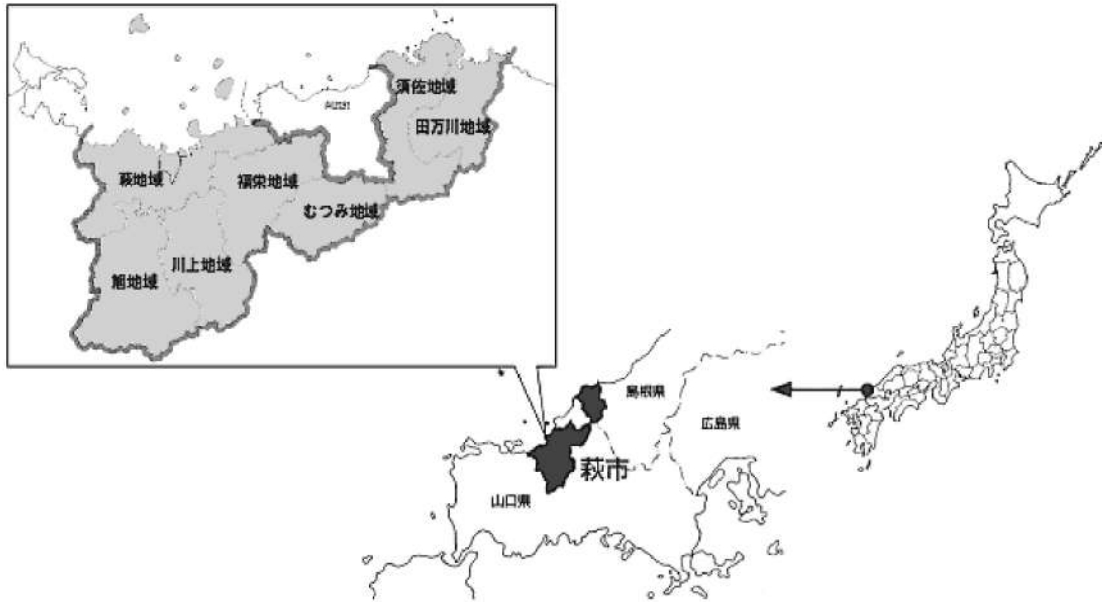 須佐地域
田万川地域
萩地域
福栄地域
むつみ地域
川上地域
旭地域
島根県
広島県
萩市
山口県